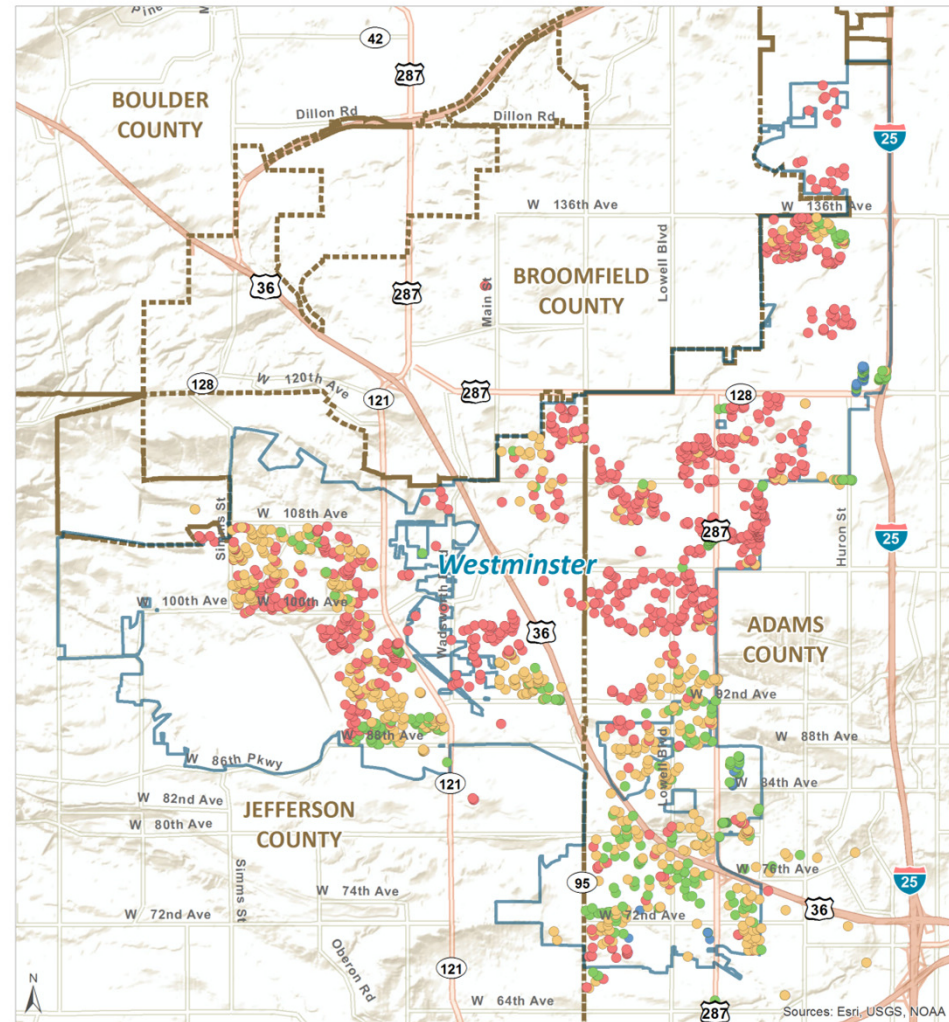 42
287
BOULDER
COUNTY
Dillon Rd
Dillon Rd
25
W 136th Ave
W 136th Ave
Lowell Blvd
BROOMFIELD
COUNTY
36
287
Main St
W 120th Ave
128
121
287
128
Simms St
W 108th Ave
287
Huron St
25
Westminster
W 100th Ave
W 100th Ave
Wadsworth
36
ADAMS
COUNTY
W 92nd Ave
W 88th Ave
W 88th Ave
W 86th Pkwy
Lowell Blvd
W 84th Ave
121
W 82nd Ave
JEFFERSON
COUNTY
W 80th Ave
Simms St
W 76th Ave
25
W 74th Ave
95
36
W 72nd Ave
W 72nd Ave
Oberon Rd
121
W 64th Ave
287
N
Sources: Esri, USGS, NOAA